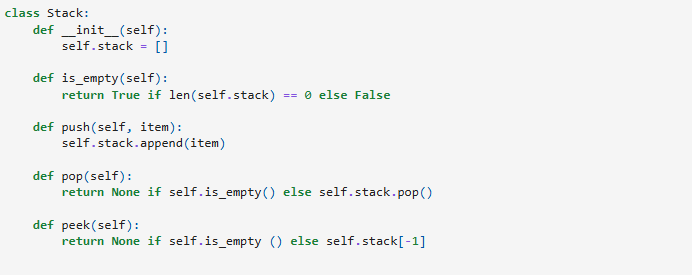 class Stack:
    def __init__(self):
        self.stack = []
    def is_empty(self):
        return True if len(self.stack) == 0 else False
    def push(self, item):
        self.stack.append(item)
    def pop(self):
        return None if self.is_empty() else self.stack.pop()
    def peek(self):
        return None if self.is_empty () else self.stack[-1]